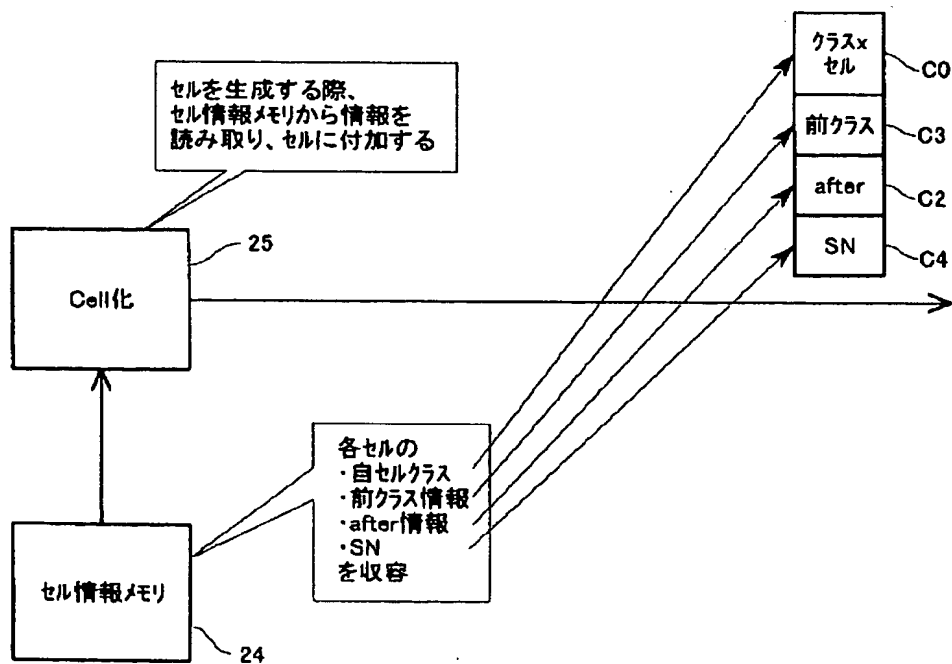 セルを生成する際、
セル情報メモリから情報を
読み取り、セルに付加する
クラスx
セル
C0
前クラス
C3
after
C2
SN
C4
25
Cell化
各セルの
・自セルクラス
・前クラス情報
・after情報
・SN
を収容
セル情報メモリ
24